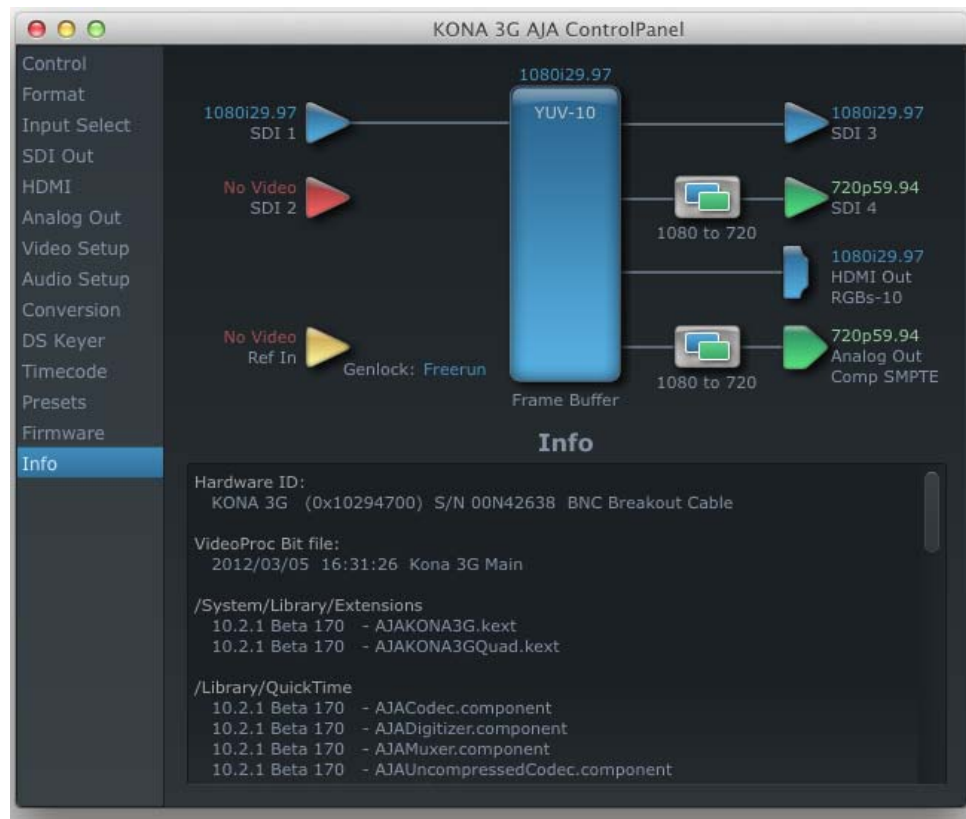 KONA 3G AJA ControlPanel
Control
Format
Input Select
SDI Out
HDMI
Analog Out
Video Setup
Audio Setup
Conversion
DS Keyer
Timecode
Presets
Firmware
Info
1080i29.97
YUV-10
1080i29.97
SDI 1
No Video
SDI 2
No Video
Ref In
Genlock: Freerun
Frame Buffer
1080i29.97
SDI 3
1080 to 720
720p59.94
SDI 4
1080i29.97
HDMI Out
RGBs-10
1080 to 720
720p59.94
Analog Out
Comp SMPTE
Info
Hardware ID:
KONA 3G (0x10294700) S/N 00N42638 BNC Breakout Cable
VideoProc Bit file:
2012/03/05 16:31:26 Kona 3G Main
/System/Library/Extensions
10.2.1 Beta 170 - AJAKONA3G.kext
10.2.1 Beta 170 - AJAKONA3GQuad.kext
/Library/QuickTime
10.2.1 Beta 170 - AJACodec.component
10.2.1 Beta 170 - AJADigitizer.component
10.2.1 Beta 170 - AJAMuxer.component
10.2.1 Beta 170 - AJAUncompressedCodec.component